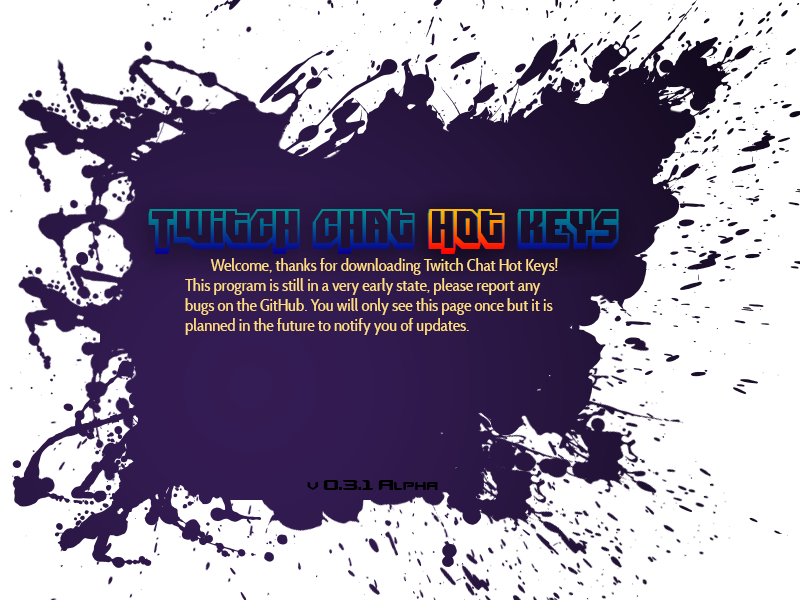 Twitch Chat Hot Keys
Welcome, thanks for downloading Twitch Chat Hot Keys!
This program is still in a very early state, please report any
bugs on the GitHub. You will only see this page once but it is
planned in the future to notify you of updates.
v 0.3.1 Alpha